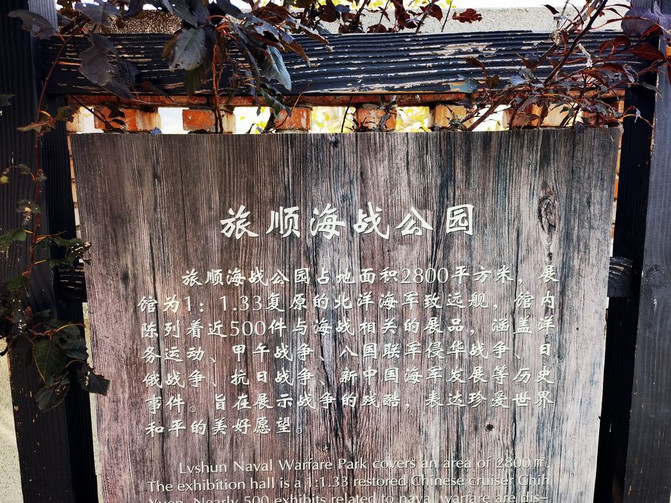 旅顺海战公园
旅顺海战公园占地面积2800平方米，展
馆为1：1.33复原的北洋海军致远舰，馆内
陈列着近500件与海战相关的展品，涵盖洋
务运动、甲午战争、八国联军侵华战争、日
俄战争、抗日战争、新中国海军发展等历史
事件。旨在展示战争的残酷，表达珍爱世界
和平的美好愿望。
Lvshun Naval Warfare Park covers an area of 2800㎡.
The exhibition hall is a 1:1.33 restored Chinese cruiser Chih
Yuen. Nearly 500 exhibits related to naval warfare are dis-